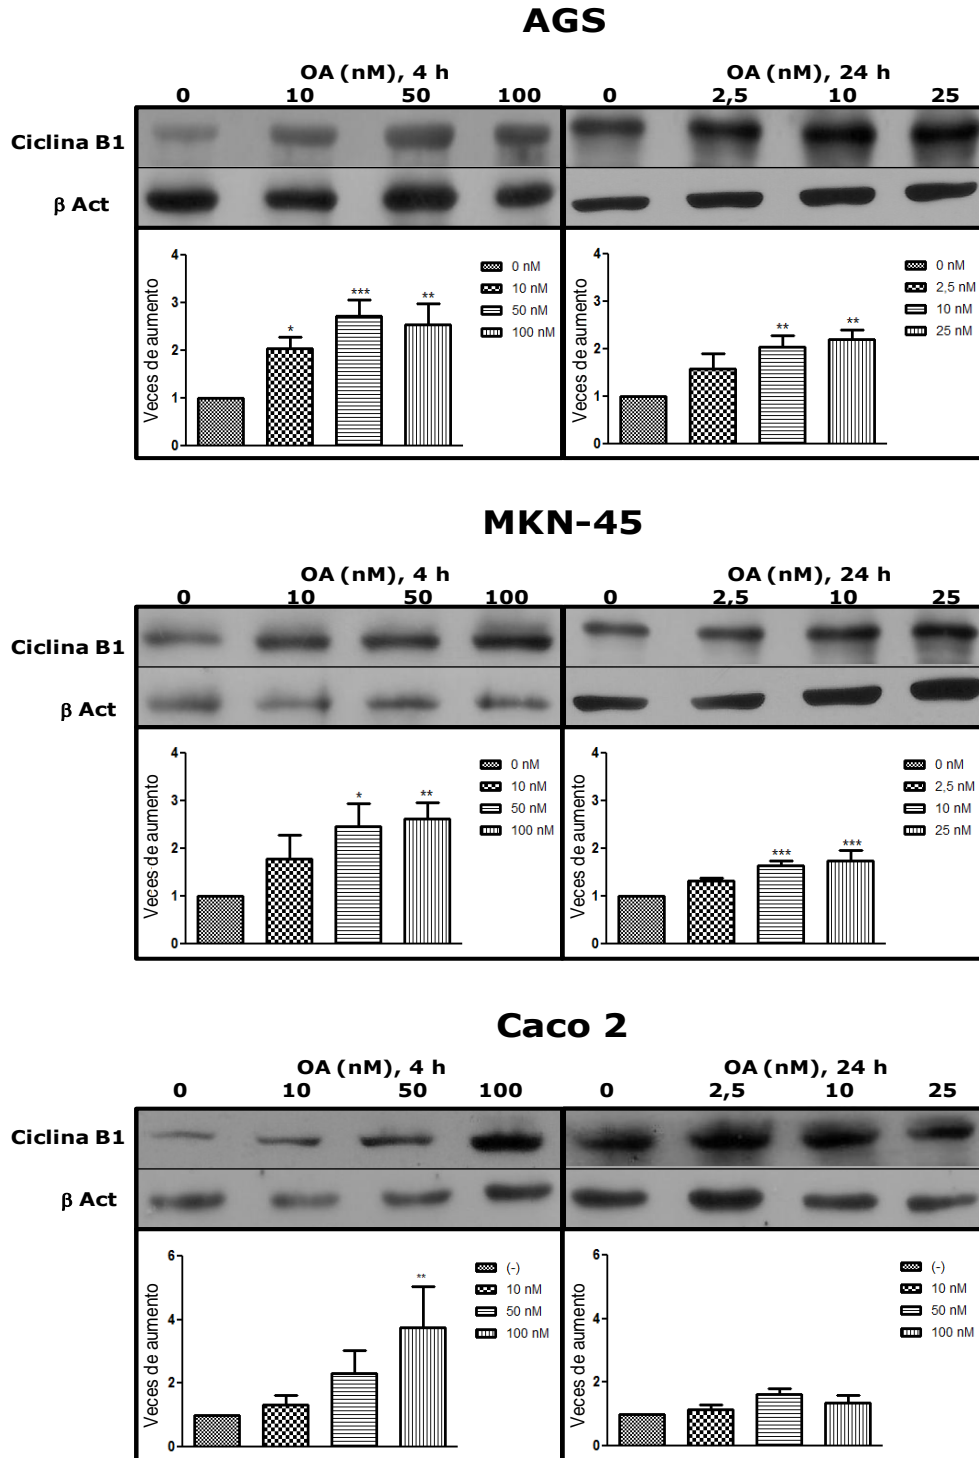 AGS
OA (nM), 4 h
OA (nM), 24 h
0 10 50 100
0 2,5 10 25
Ciclina B1
β Act
Veces de aumento
4
3
2
1
0
*
***
**
0 nM
10 nM
50 nM
100 nM
4
3
2
1
0
**
**
0 nM
2,5 nM
10 nM
25 nM
Veces de aumento
MKN-45
OA (nM), 4 h
OA (nM), 24 h
0 10 50 100
0 2,5 10 25
Ciclina B1
β Act
Veces de aumento
4
3
2
1
0
*
**
0 nM
10 nM
50 nM
100 nM
Veces de aumento
4
3
2
1
0
***
***
0 nM
2,5 nM
10 nM
25 nM
Caco 2
OA (nM), 4 h
OA (nM), 24 h
0 10 50 100
0 2,5 10 25
Ciclina B1
β Act
Veces de aumento
6
4
2
0
**
(-)
10 nM
50 nM
100 nM
Veces de aumento
6
4
2
0
(-)
10 nM
50 nM
100 nM